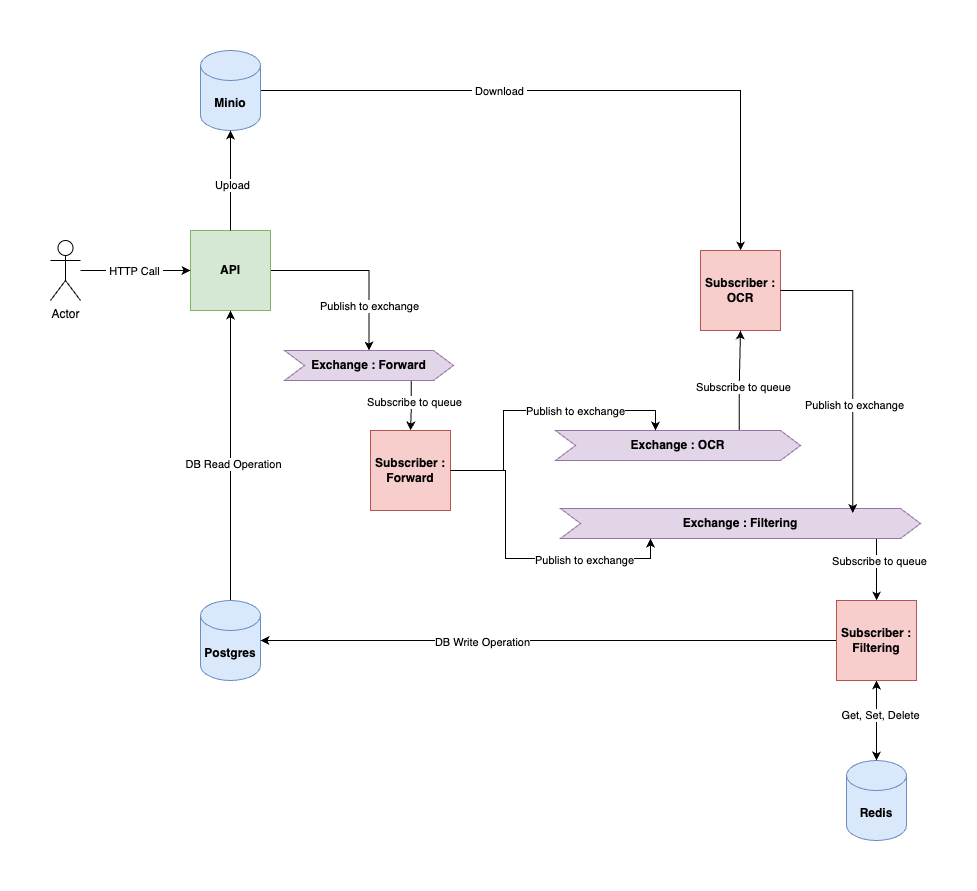 Minio
Download
Upload
HTTP Call
API
Actor
Publish to exchange
Subscriber :
OCR
Exchange : Forward
Subscribe to queue
Subscribe to queue
Publish to exchange
Publish to exchange
Exchange : OCR
Subscriber :
Forward
DB Read Operation
Exchange : Filtering
Publish to exchange
Subscribe to queue
Subscriber :
Filtering
DB Write Operation
Postgres
Get, Set, Delete
Redis